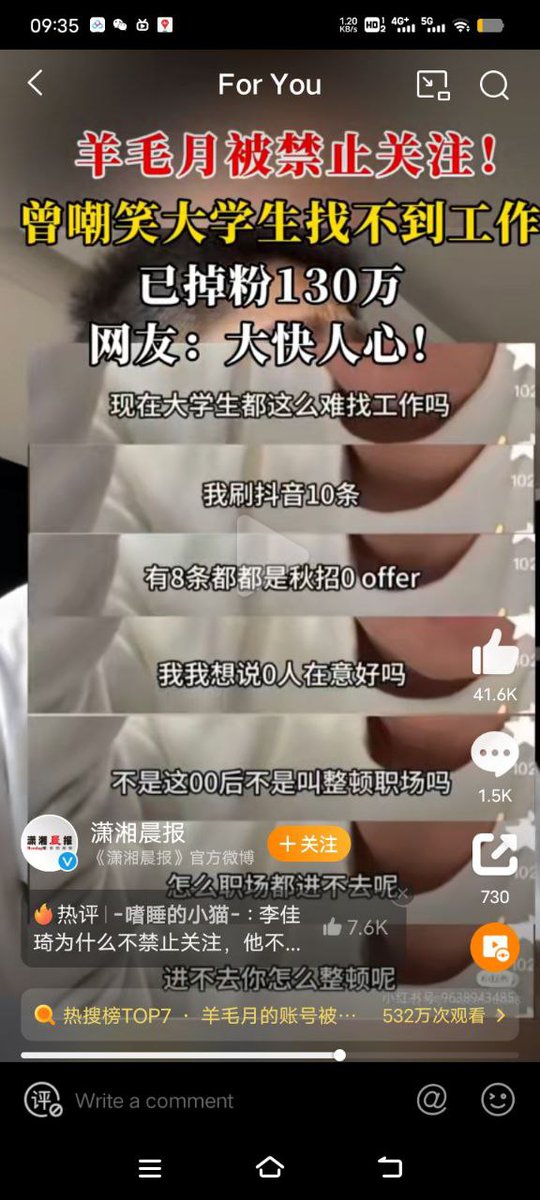 09:35
1.20
KB/s
HD 1
2
4G+
5G
For You
羊毛月被禁止关注！
曾嘲笑大学生找不到工作
已掉粉130万
网友：大快人心！
现在大学生都这么难找工作吗
102
我刷抖音10条
有8条都都是秋招0 offer
我我想说0人在意好吗
41.6K
不是这00后不是叫整顿职场吗
1.5K
潇湘晨报
《潇湘晨报》官方微博
+关注
怎么职场都进不去呢
730
热评|-嗜睡的小猫-：李佳
琦为什么不禁止关注，他不...
7.6K
进不去你怎么整顿呢
小红书号:9638943485
热搜榜TOP7 · 羊毛月的账号被… 532万次观看
评
Write a comment
@